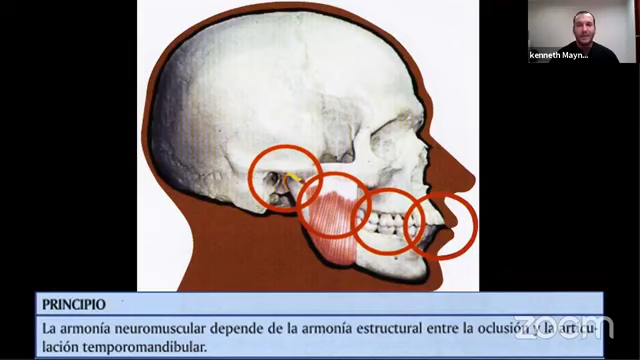 kenneth Mayn...
PRINCIPIO
La armonía neuromuscular depende de la armonía estructural entre la oclusión y la articu-
lación temporomandibular.
zoom